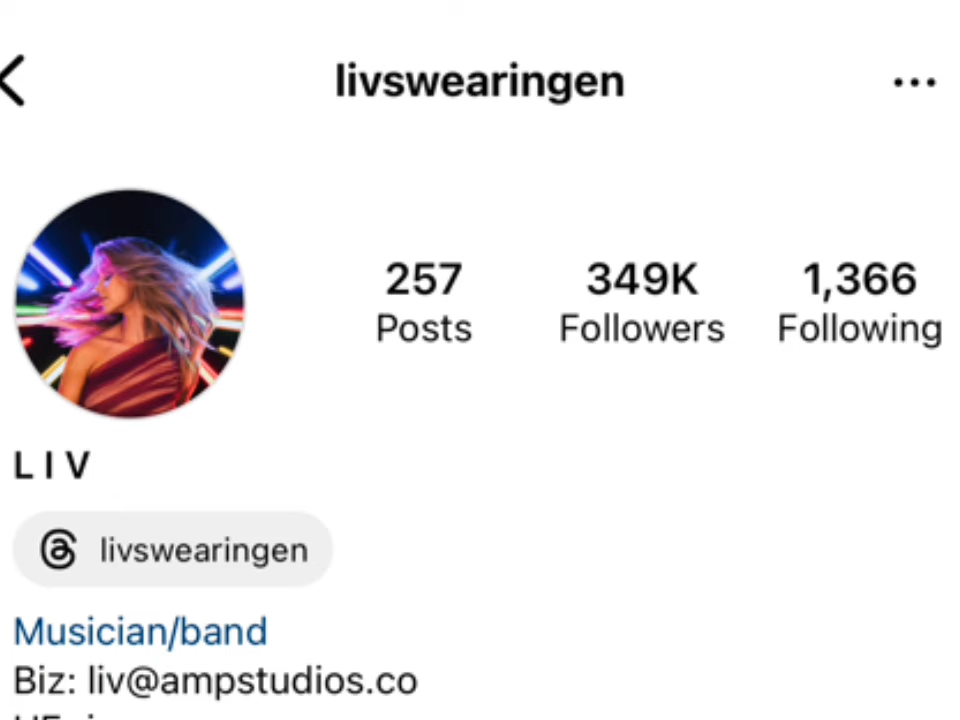 livswearingen
257 349K 1,366
Posts Followers Following
L I V
livswearingen
Musician/band
Biz: liv@ampstudios.co